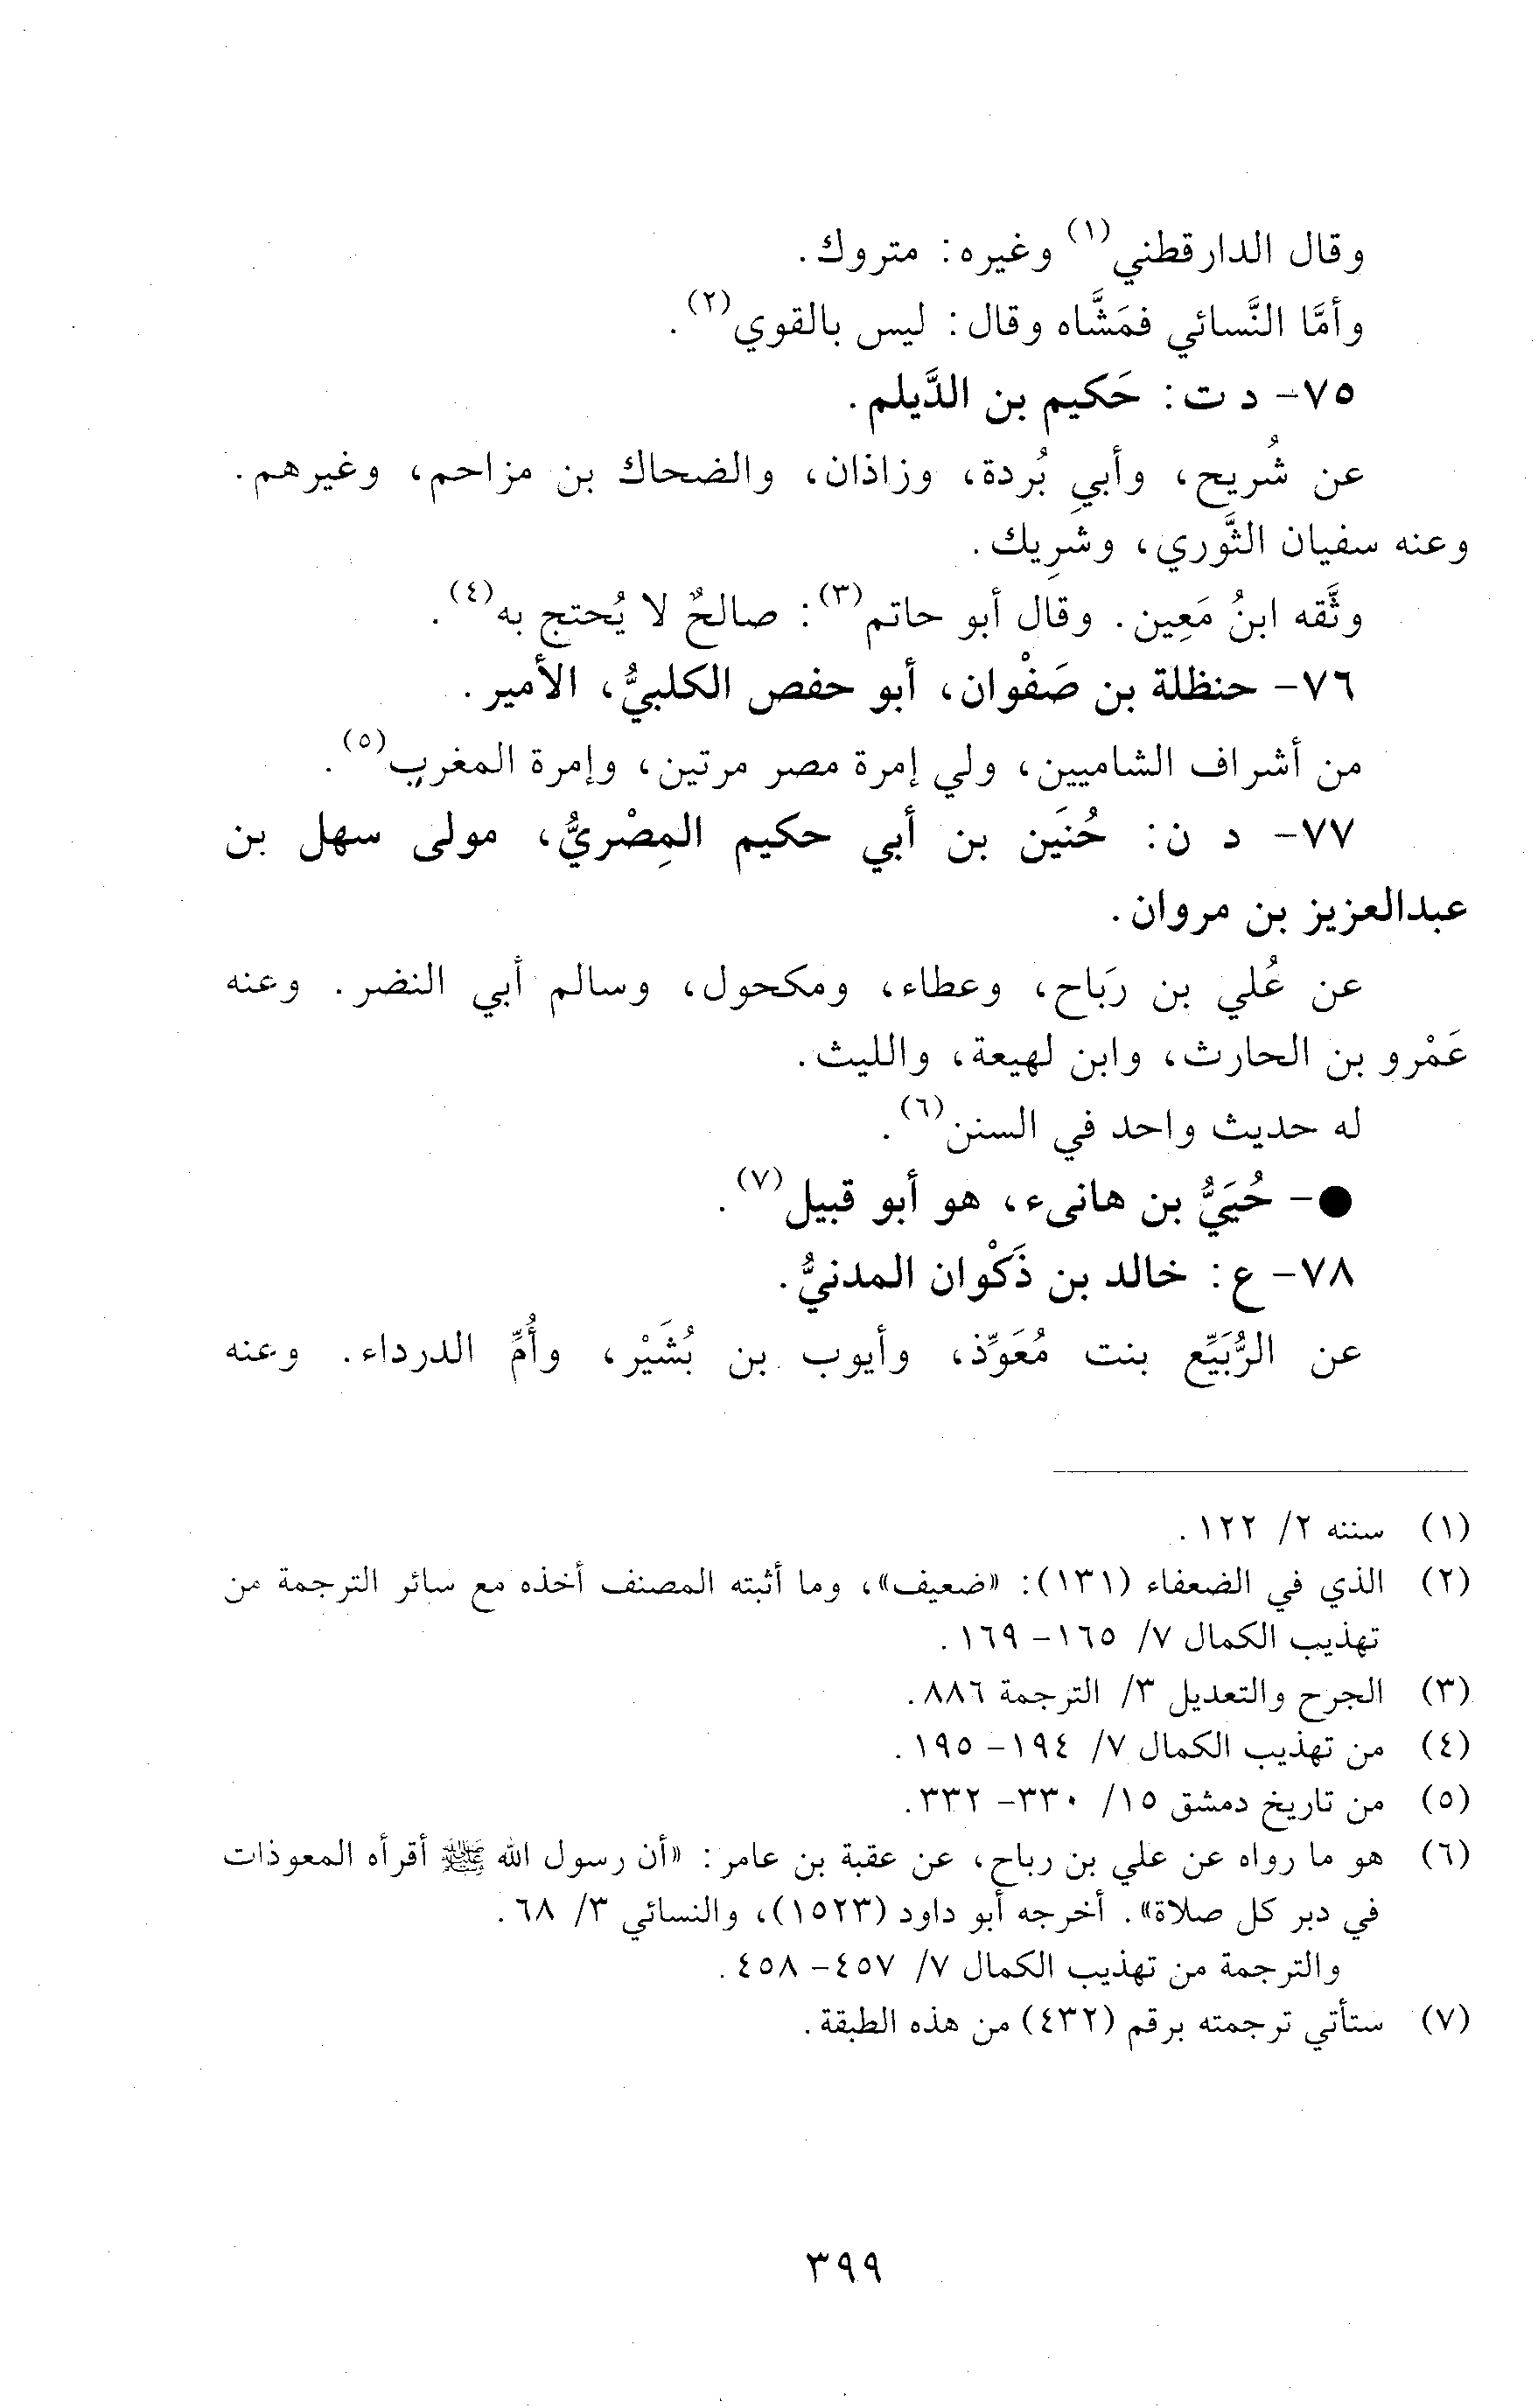 وقال الدارقطني(١) وغيره: متروك.
وأمَّا النَّسائي فمَشَّاه وقال: ليس بالقوي(٢).
٧٥- د ت: حَكيم بن الدَّيلم.
عن شُريح، وأبي بُردة، وزاذان، والضحاك بن مزاحم، وغيرهم.
وعنه سفيان الثَّوري، وشرِيك.
وثَّقه ابنُ مَعِين. وقال أبو حاتم(٣): صالحٌ لا يُحتج به(٤).
٧٦- حنظلة بن صَفْوان، أبو حفص الكلبيُّ، الأمير.
من أشراف الشاميين، ولي إمرة مصر مرتين، وإمرة المغرب(٥).
٧٧- د ن: حُنَين بن أبي حكيم المِصْريُّ، مولى سهل بن
عبدالعزيز بن مروان.
عن عُلي بن رَباح، وعطاء، ومكحول، وسالم أبي النضر. وعنه
عَمْرو بن الحارث، وابن لهيعة، والليث.
له حديث واحد في السنن(٦).
●- حُيَيُّ بن هانىء، هو أبو قبيل(٧).
٧٨- ع: خالد بن ذَكْوان المدنيُّ.
عن الرُّبَيِّع بنت مُعَوِّذ، وأيوب بن بُشَيْر، وأُمِّ الدرداء. وعنه
(١) سننه ٢/ ١٢٢.
(٢) الذي في الضعفاء (١٣١): «ضعيف»، وما أثبته المصنف أخذه مع سائر الترجمة من
تهذيب الكمال ٧/ ١٦٥- ١٦٩.
(٣) الجرح والتعديل ٣/ الترجمة ٨٨٦.
(٤) من تهذيب الكمال ٧/ ١٩٤- ١٩٥.
(٥) من تاريخ دمشق ١٥/ ٣٣٠- ٣٣٢.
(٦) هو ما رواه عن علي بن رباح، عن عقبة بن عامر: «أن رسول الله ﷺ أقرأه المعوذات
في دبر كل صلاة». أخرجه أبو داود (١٥٢٣)، والنسائي ٣/ ٦٨.
والترجمة من تهذيب الكمال ٧/ ٤٥٧- ٤٥٨.
(٧) ستأتي ترجمته برقم (٤٣٢) من هذه الطبقة.
٣٩٩